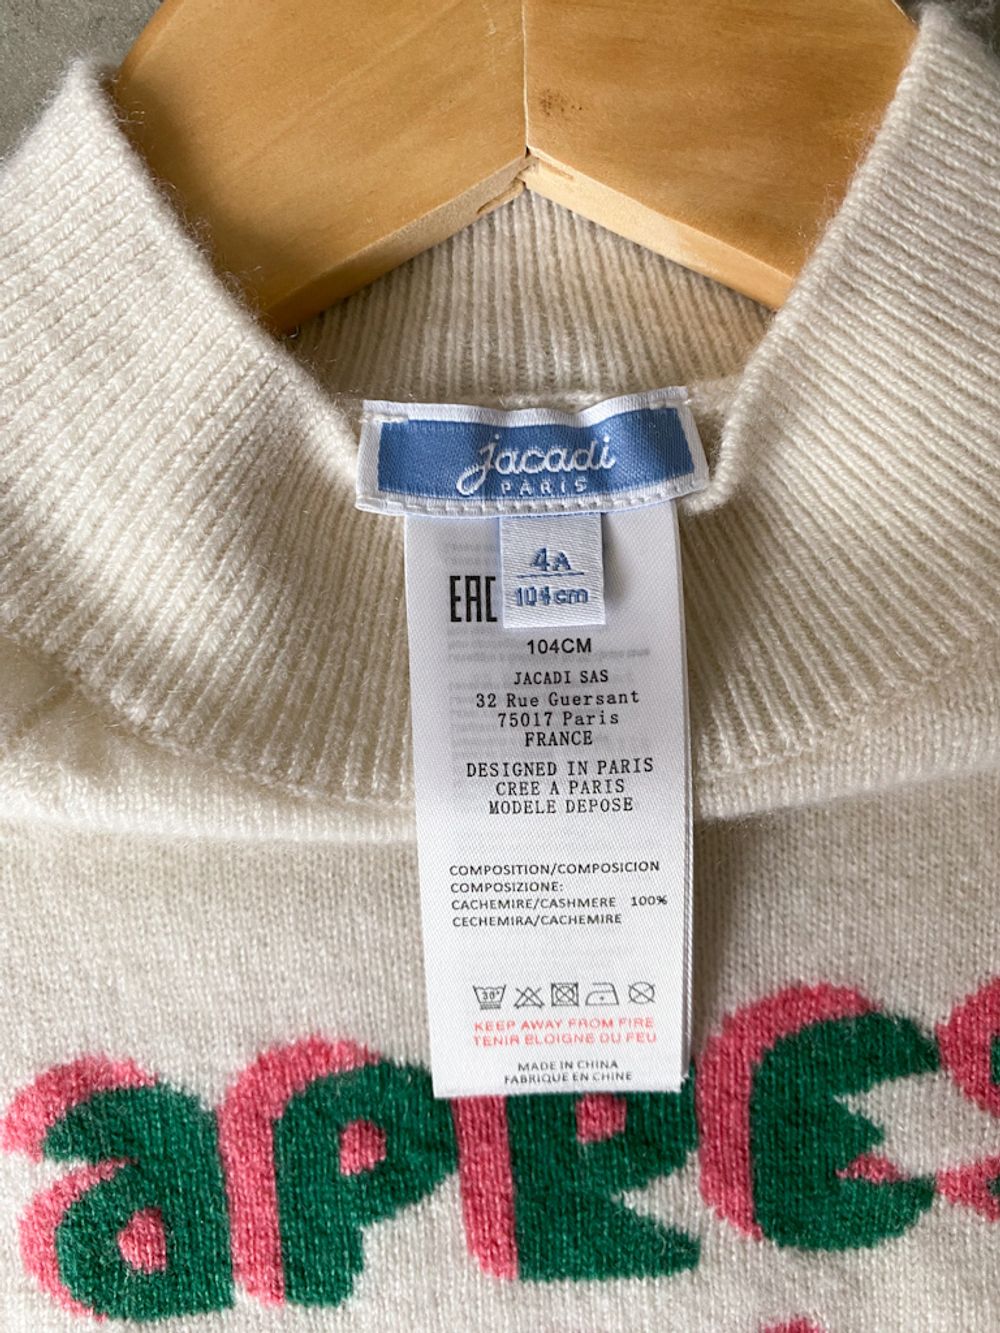 jacadi
PARIS
4A
104cm
EAC
104CM
JACADI SAS
32 Rue Guersant
75017 Paris
FRANCE
DESIGNED IN PARIS
CREE A PARIS
MODELE DEPOSE
COMPOSITION/COMPOSICION
COMPOSIZIONE:
CACHEMIRE/CASHMERE 100%
CECHEMIRA/CACHEMIRE
30°
KEEP AWAY FROM FIRE
TENIR ELOIGNE DU FEU
MADE IN CHINA
FABRIQUE EN CHINE
APRES